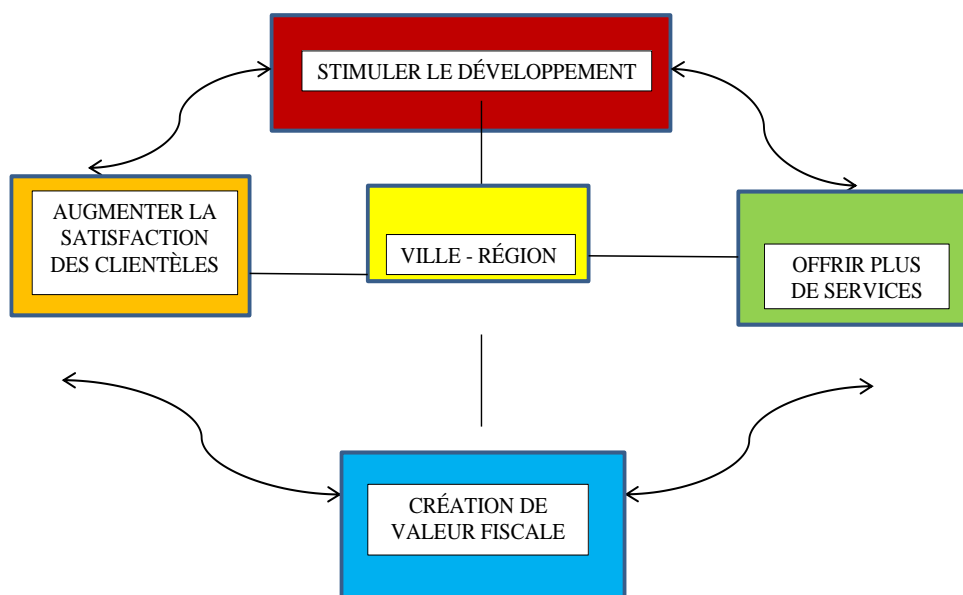 STIMULER LE DÉVELOPPEMENT
AUGMENTER LA
SATISFACTION
DES CLIENTÈLES
VILLE - RÉGION
OFFRIR PLUS
DE SERVICES
CRÉATION DE
VALEUR FISCALE